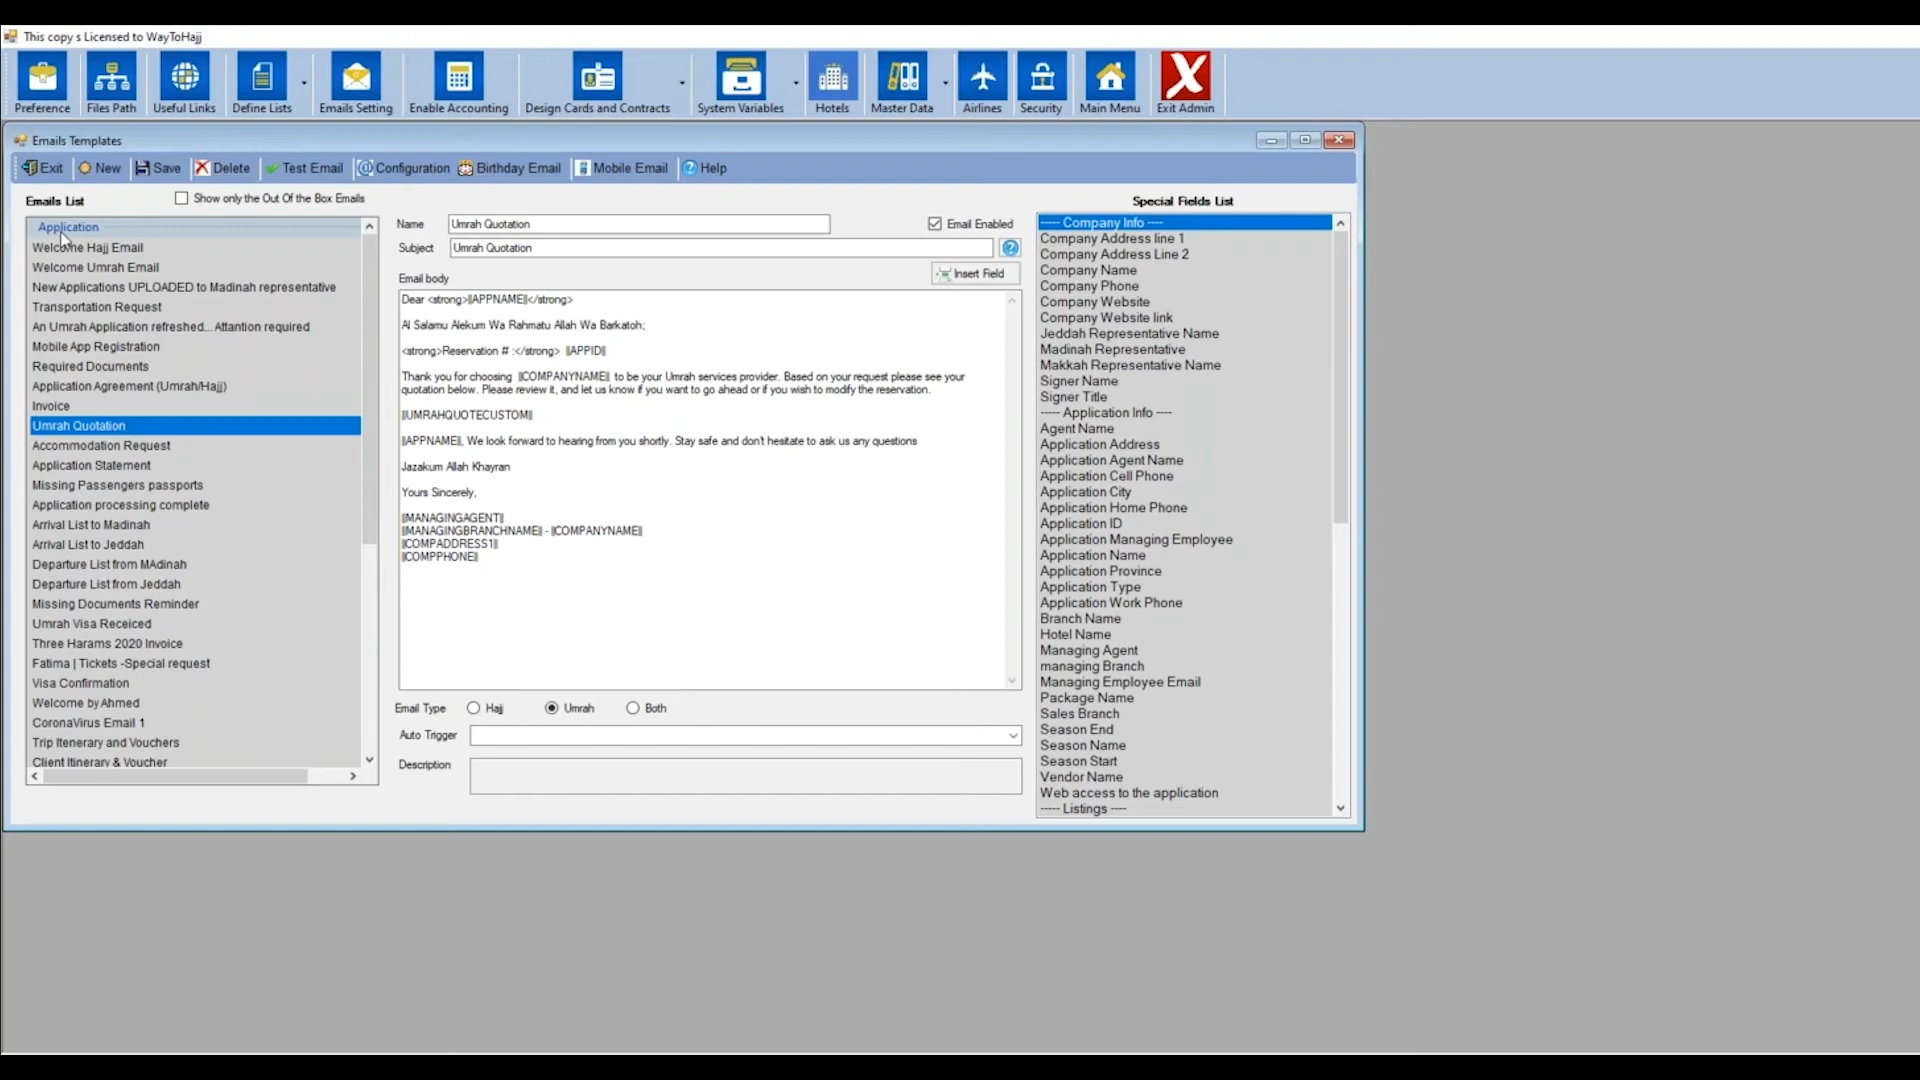 This copy s Licensed to WayToHajj
Preference Files Path Useful Links Define Lists Emails Setting Enable Accounting Design Cards and Contracts System Variables Hotels Master Data Airlines Security Main Menu Exit Admin
Emails Templates
Exit New Save Delete Test Email Configuration Birthday Email Mobile Email Help
Emails List
Show only the Out Of the Box Emails
Application
Welcome Hajj Email
Welcome Umrah Email
New Applications UPLOADED to Madinah representative
Transportation Request
An Umrah Application refreshed... Attantion required
Mobile App Registration
Required Documents
Application Agreement (Umrah/Hajj)
Invoice
Umrah Quotation
Accommodation Request
Application Statement
Missing Passengers passports
Application processing complete
Arrival List to Madinah
Arrival List to Jeddah
Departure List from MAdinah
Departure List from Jeddah
Missing Documents Reminder
Umrah Visa Receiced
Three Harams 2020 Invoice
Fatima | Tickets -Special request
Visa Confirmation
Welcome by Ahmed
CoronaVirus Email 1
Trip Itenerary and Vouchers
Client Itinerary & Voucher
Name Umrah Quotation
Email Enabled
Subject Umrah Quotation
Email body
Insert Field
Dear <strong>||APPNAME||</strong>
Al Salamu Alekum Wa Rahmatu Allah Wa Barkatoh;
<strong>Reservation # :</strong> ||APPID||
Thank you for choosing ||COMPANYNAME|| to be your Umrah services provider. Based on your request please see your
quotation below. Please review it, and let us know if you want to go ahead or if you wish to modify the reservation.
||UMRAHQUOTECUSTOM||
||APPNAME||, We look forward to hearing from you shortly. Stay safe and don't hesitate to ask us any questions
Jazakum Allah Khayran
Yours Sincerely,
||MANAGINGAGENT||
||MANAGINGBRANCHNAME|| - ||COMPANYNAME||
||COMPADDRESS1||
||COMPPHONE||
Email Type Hajj Umrah Both
Auto Trigger
Description
Special Fields List
----- Company Info ----
Company Address line 1
Company Address Line 2
Company Name
Company Phone
Company Website
Company Website link
Jeddah Representative Name
Madinah Representative
Makkah Representative Name
Signer Name
Signer Title
----- Application Info ----
Agent Name
Application Address
Application Agent Name
Application Cell Phone
Application City
Application Home Phone
Application ID
Application Managing Employee
Application Name
Application Province
Application Type
Application Work Phone
Branch Name
Hotel Name
Managing Agent
managing Branch
Managing Employee Email
Package Name
Sales Branch
Season End
Season Name
Season Start
Vendor Name
Web access to the application
----- Listings ----